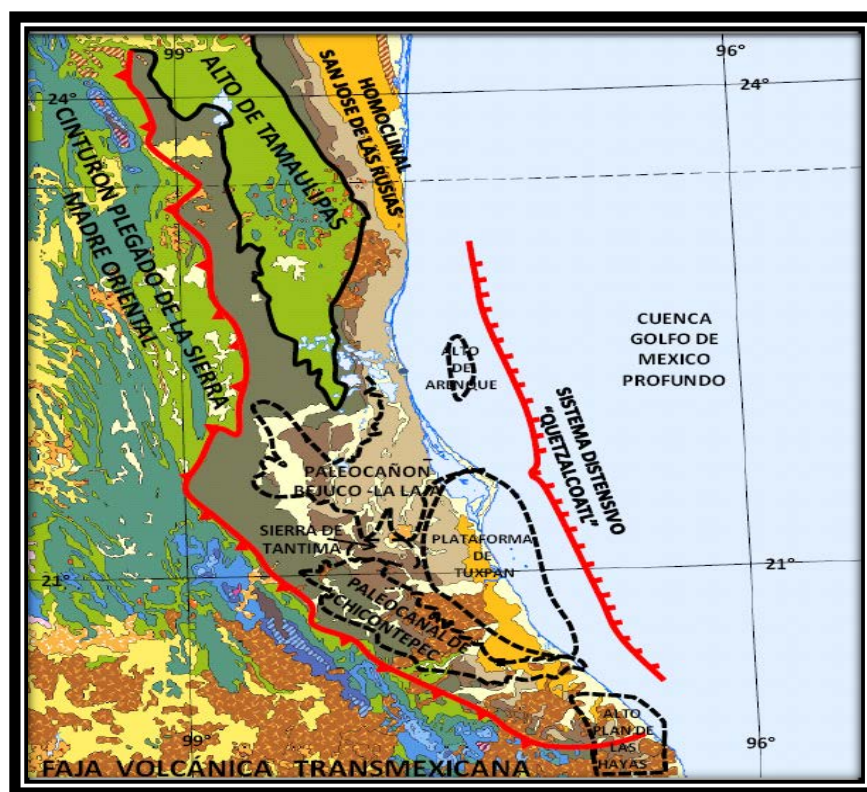 99°
96°
24°
24°
ALTO DE TAMAULIPAS
HOMOCLINAL
SAN JOSE DE LAS RUSIAS
CINTURON PLEGADO DE LA SIERRA
MADRE ORIENTAL
CUENCA
GOLFO DE
MEXICO
PROFUNDO
ALTO
DE
ARENQUE
SISTEMA DISTENSIVO
"QUETZALCOATL"
PALEOCAÑON
BEJUCO -LA LAJA
SIERRA DE
TANTIMA
PLATAFORMA
DE
TUXPAN
21°
21°
PALEOCANAL DE
CHICONTEPEC
ALTO
PLAN DE
LAS
HAYAS
99°
96°
FAJA VOLCÁNICA TRANSMEXICANA